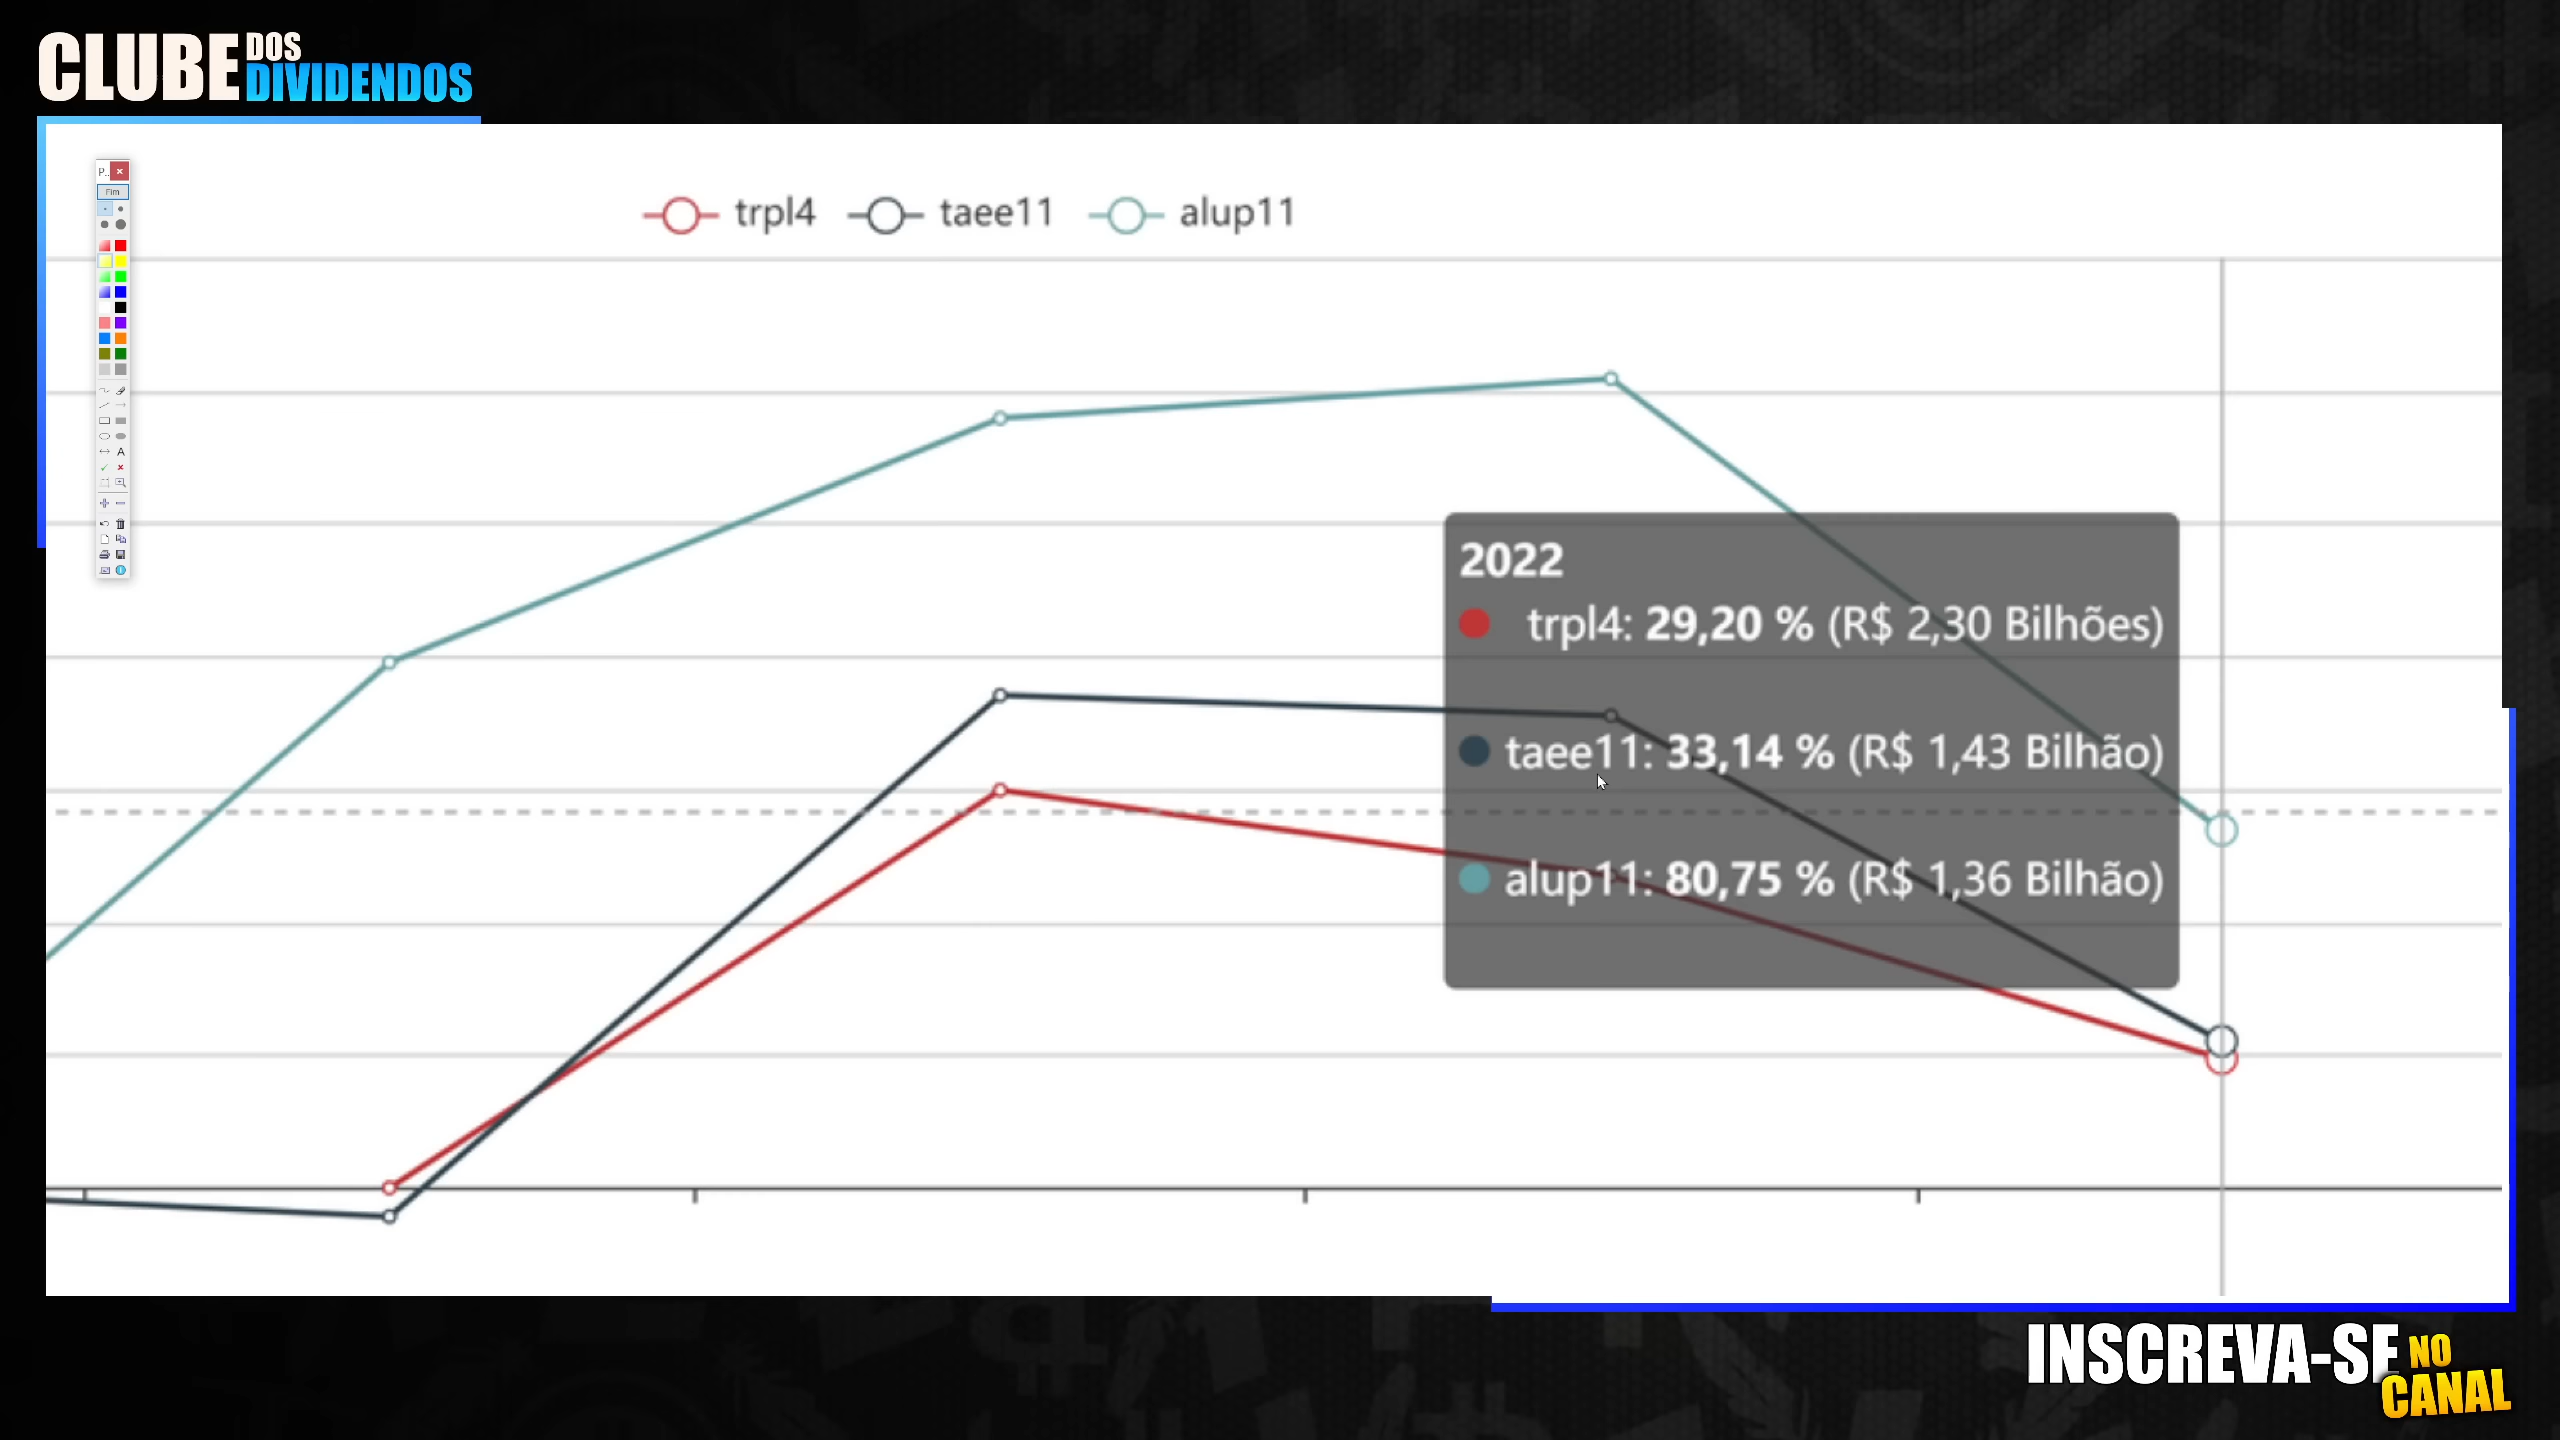 CLUBE DOS
DIVIDENDOS
P..
Fim
trpl4 taee11 alup11
2022
trpl4: 29,20 % (R$ 2,30 Bilhões)
taee11: 33,14 % (R$ 1,43 Bilhão)
alup11: 80,75 % (R$ 1,36 Bilhão)
A
INSCREVA-SE NO
CANAL